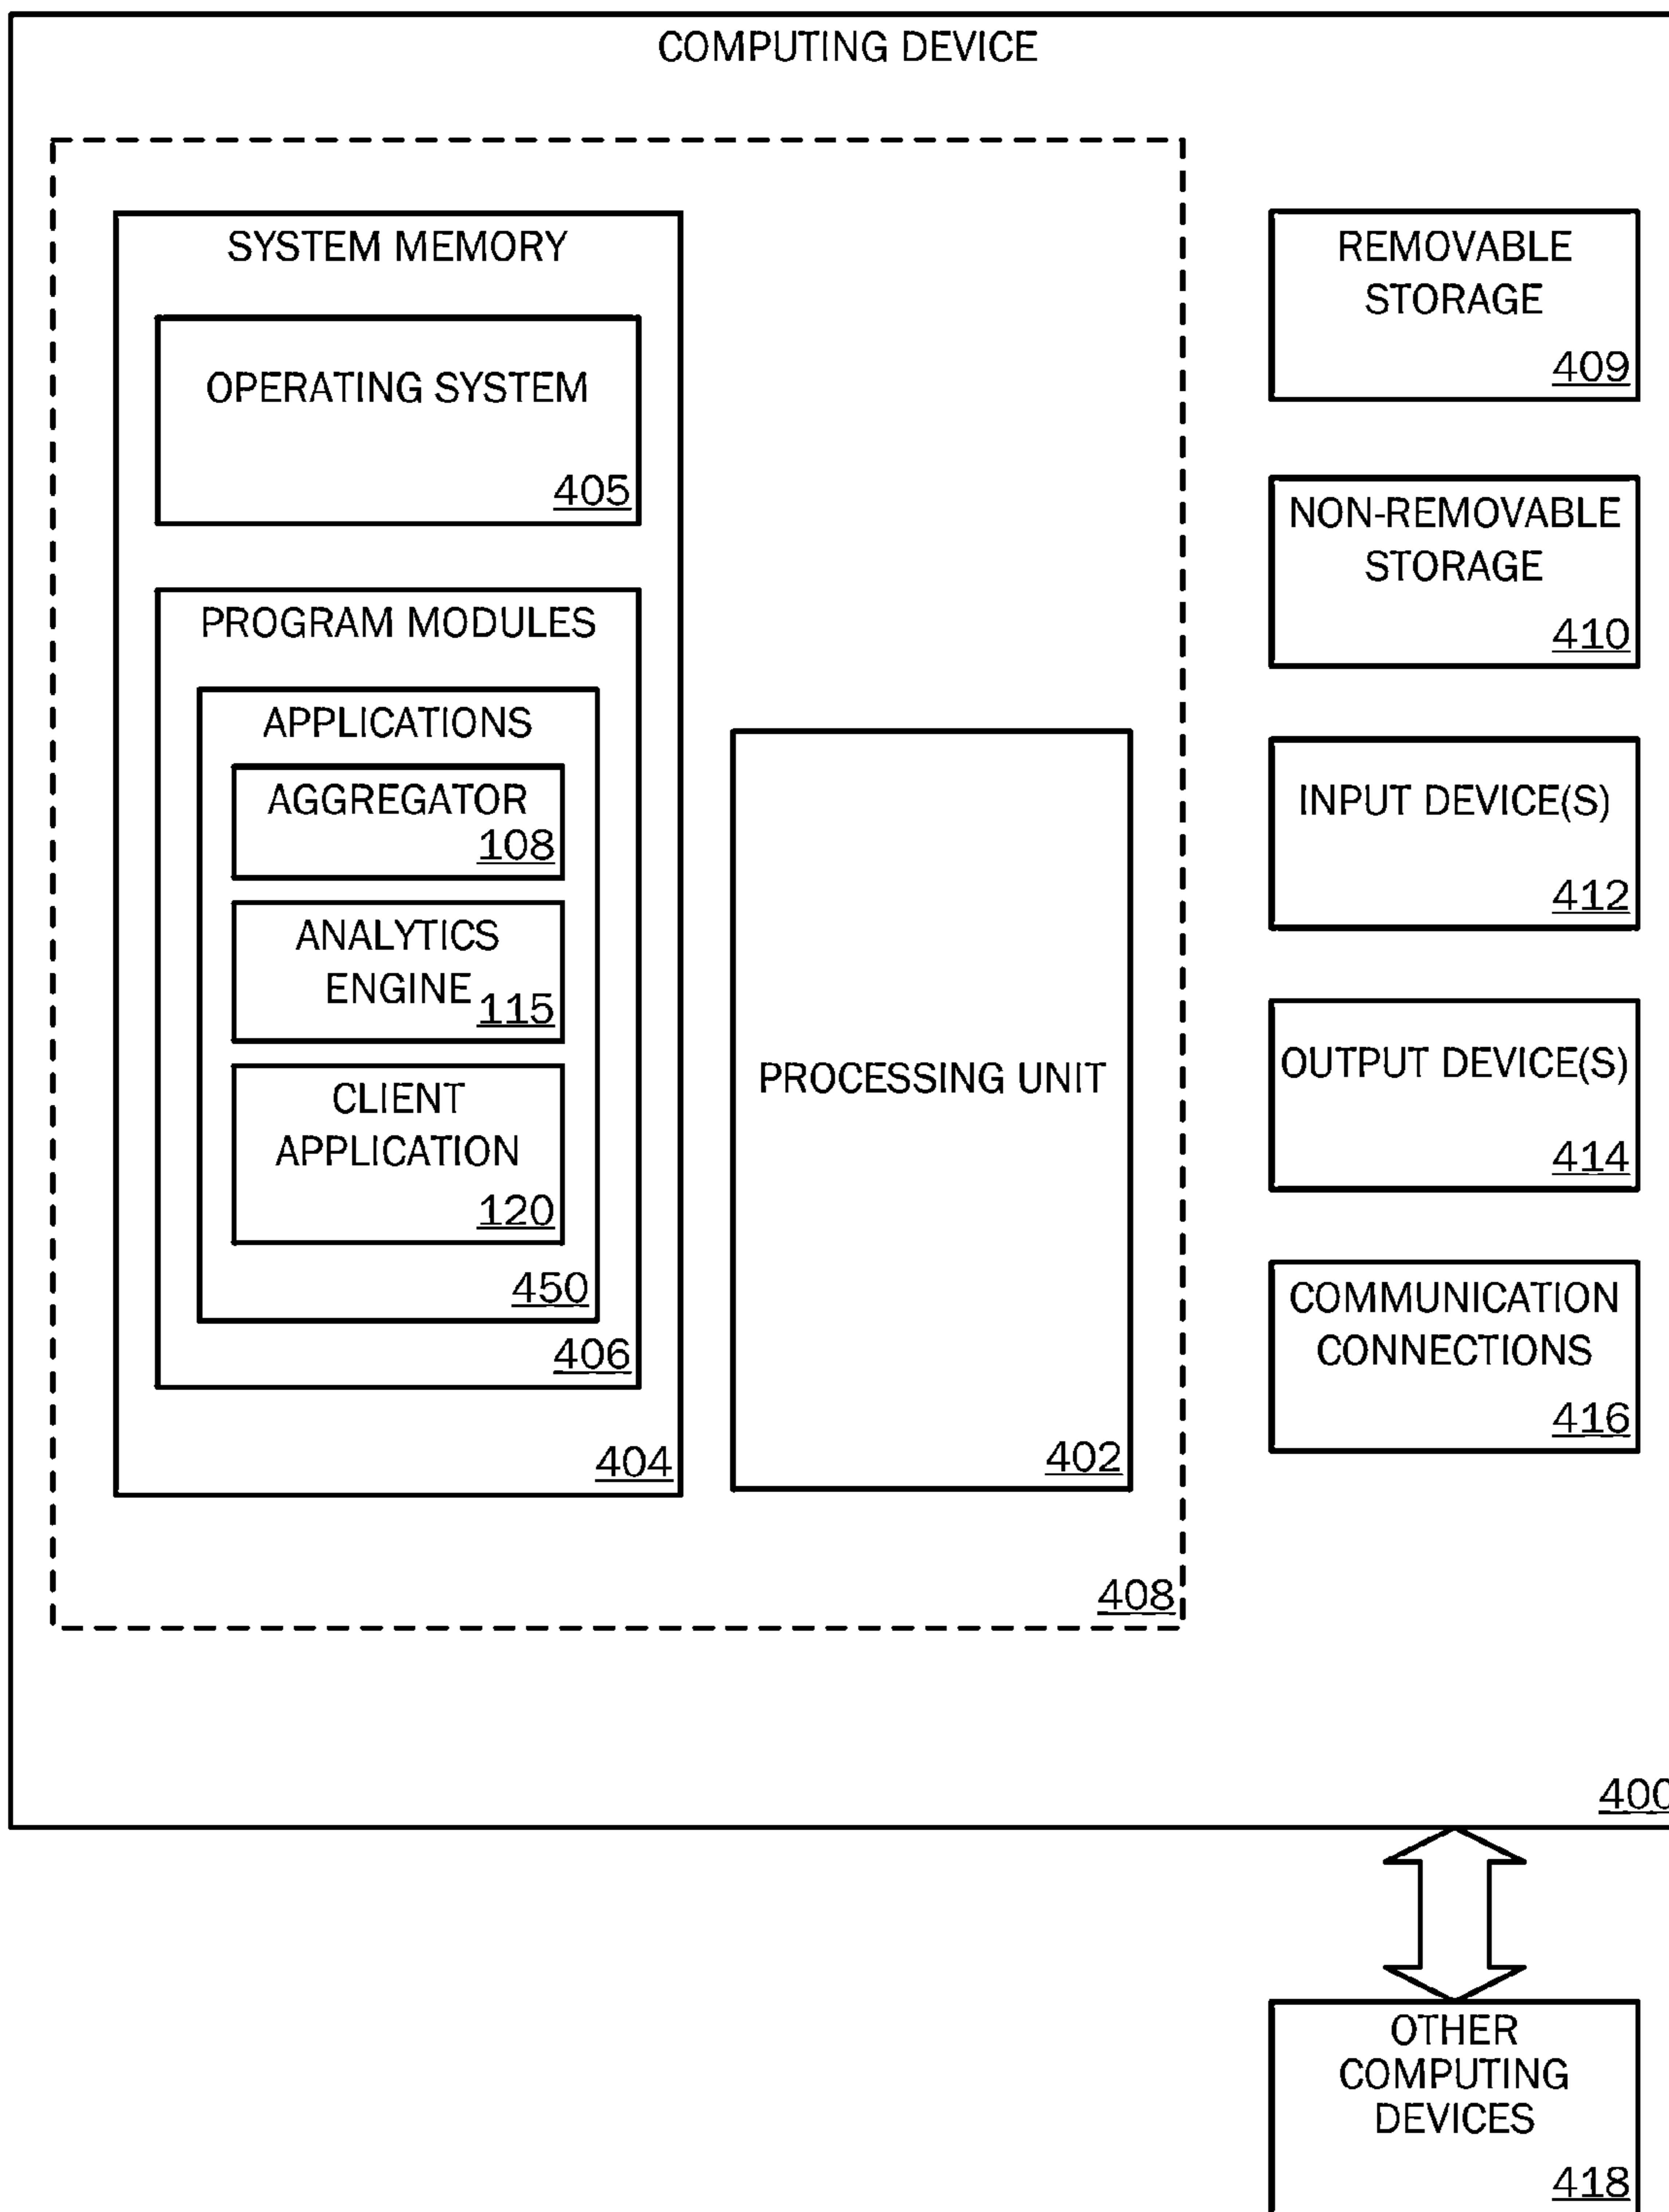 COMPUTING DEVICE
SYSTEM MEMORY
OPERATING SYSTEM
405
PROGRAM MODULES
APPLICATIONS
AGGREGATOR
108
ANALYTICS
ENGINE
115
CLIENT
APPLICATION
120
450
406
404
PROCESSING UNIT
402
408
REMOVABLE
STORAGE
409
NON-REMOVABLE
STORAGE
410
INPUT DEVICE(S)
412
OUTPUT DEVICE(S)
414
COMMUNICATION
CONNECTIONS
416
400
OTHER
COMPUTING
DEVICES
418